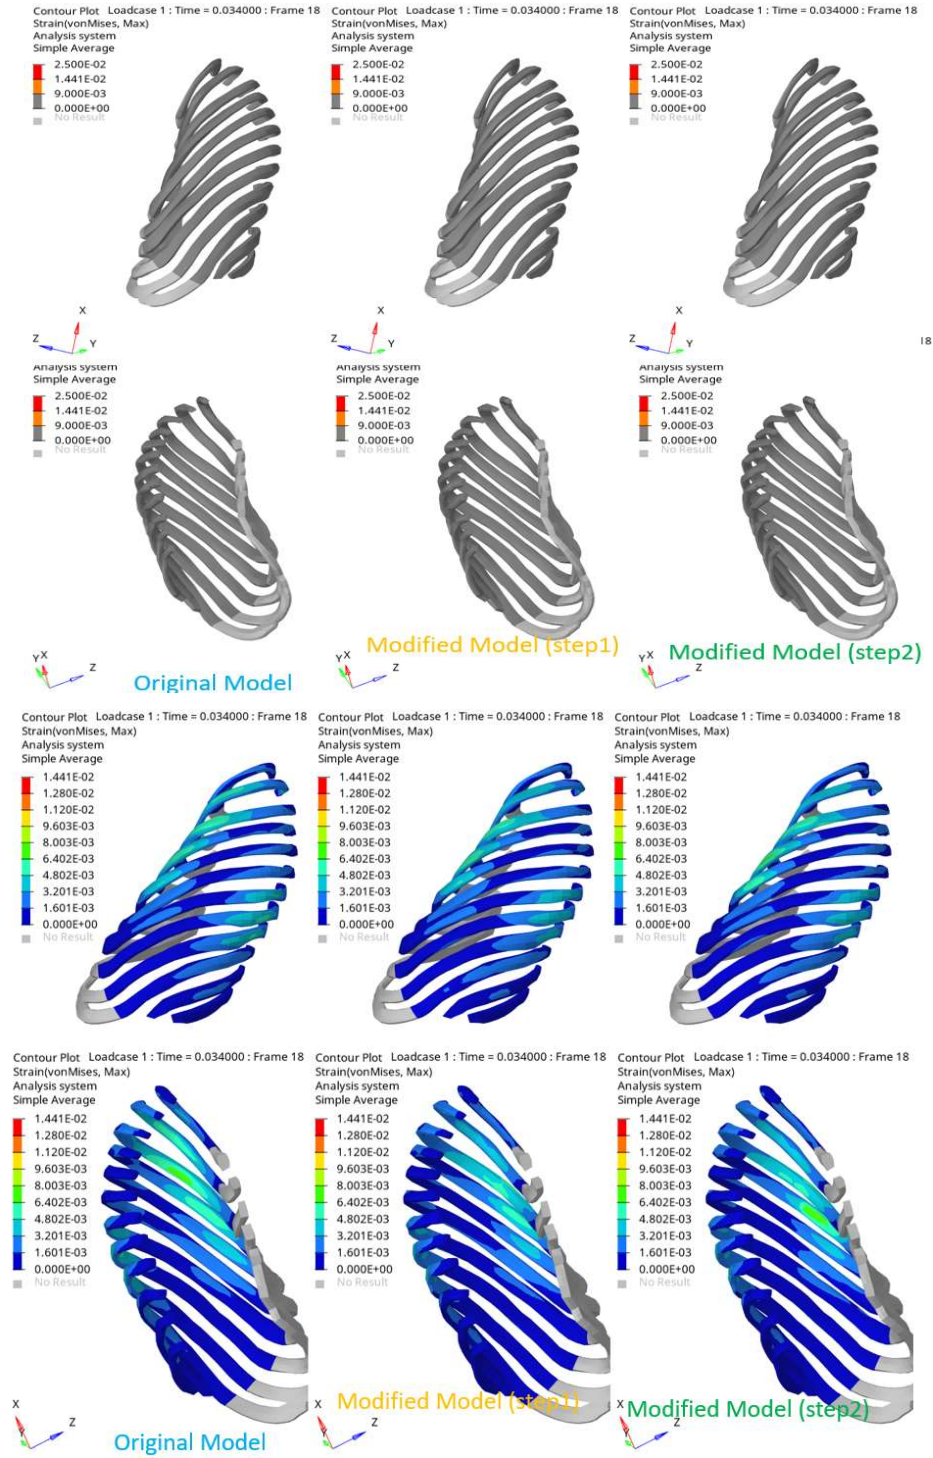 Contour Plot Loadcase 1 : Time = 0.034000 : Frame 18
Strain(vonMises, Max)
Analysis system
Simple Average
2.500E-02
1.441E-02
9.000E-03
0.000E+00
No Result
X
Z
Y
Contour Plot Loadcase 1 : Time = 0.034000 : Frame 18
Strain(vonMises, Max)
Analysis system
Simple Average
2.500E-02
1.441E-02
9.000E-03
0.000E+00
No Result
X
Z
Y
Contour Plot Loadcase 1 : Time = 0.034000 : Frame 18
Strain(vonMises, Max)
Analysis system
Simple Average
2.500E-02
1.441E-02
9.000E-03
0.000E+00
No Result
X
Z
Y
18
Analysis system
Simple Average
2.500E-02
1.441E-02
9.000E-03
0.000E+00
No Result
Y X
Z
Original Model
Analysis system
Simple Average
2.500E-02
1.441E-02
9.000E-03
0.000E+00
No Result
Y X
Z
Modified Model (step1)
Analysis system
Simple Average
2.500E-02
1.441E-02
9.000E-03
0.000E+00
No Result
Y X
Z
Modified Model (step2)
Contour Plot Loadcase 1 : Time = 0.034000 : Frame 18
Strain(vonMises, Max)
Analysis system
Simple Average
1.441E-02
1.280E-02
1.120E-02
9.603E-03
8.003E-03
6.402E-03
4.802E-03
3.201E-03
1.601E-03
0.000E+00
No Result
Contour Plot Loadcase 1 : Time = 0.034000 : Frame 18
Strain(vonMises, Max)
Analysis system
Simple Average
1.441E-02
1.280E-02
1.120E-02
9.603E-03
8.003E-03
6.402E-03
4.802E-03
3.201E-03
1.601E-03
0.000E+00
No Result
Contour Plot Loadcase 1 : Time = 0.034000 : Frame 18
Strain(vonMises, Max)
Analysis system
Simple Average
1.441E-02
1.280E-02
1.120E-02
9.603E-03
8.003E-03
6.402E-03
4.802E-03
3.201E-03
1.601E-03
0.000E+00
No Result
Contour Plot Loadcase 1 : Time = 0.034000 : Frame 18
Strain(vonMises, Max)
Analysis system
Simple Average
1.441E-02
1.280E-02
1.120E-02
9.603E-03
8.003E-03
6.402E-03
4.802E-03
3.201E-03
1.601E-03
0.000E+00
No Result
X
Z
Original Model
Contour Plot Loadcase 1 : Time = 0.034000 : Frame 18
Strain(vonMises, Max)
Analysis system
Simple Average
1.441E-02
1.280E-02
1.120E-02
9.603E-03
8.003E-03
6.402E-03
4.802E-03
3.201E-03
1.601E-03
0.000E+00
No Result
X
Z
Modified Model (step1)
Contour Plot Loadcase 1 : Time = 0.034000 : Frame 18
Strain(vonMises, Max)
Analysis system
Simple Average
1.441E-02
1.280E-02
1.120E-02
9.603E-03
8.003E-03
6.402E-03
4.802E-03
3.201E-03
1.601E-03
0.000E+00
No Result
X
Z
Modified Model (step2)